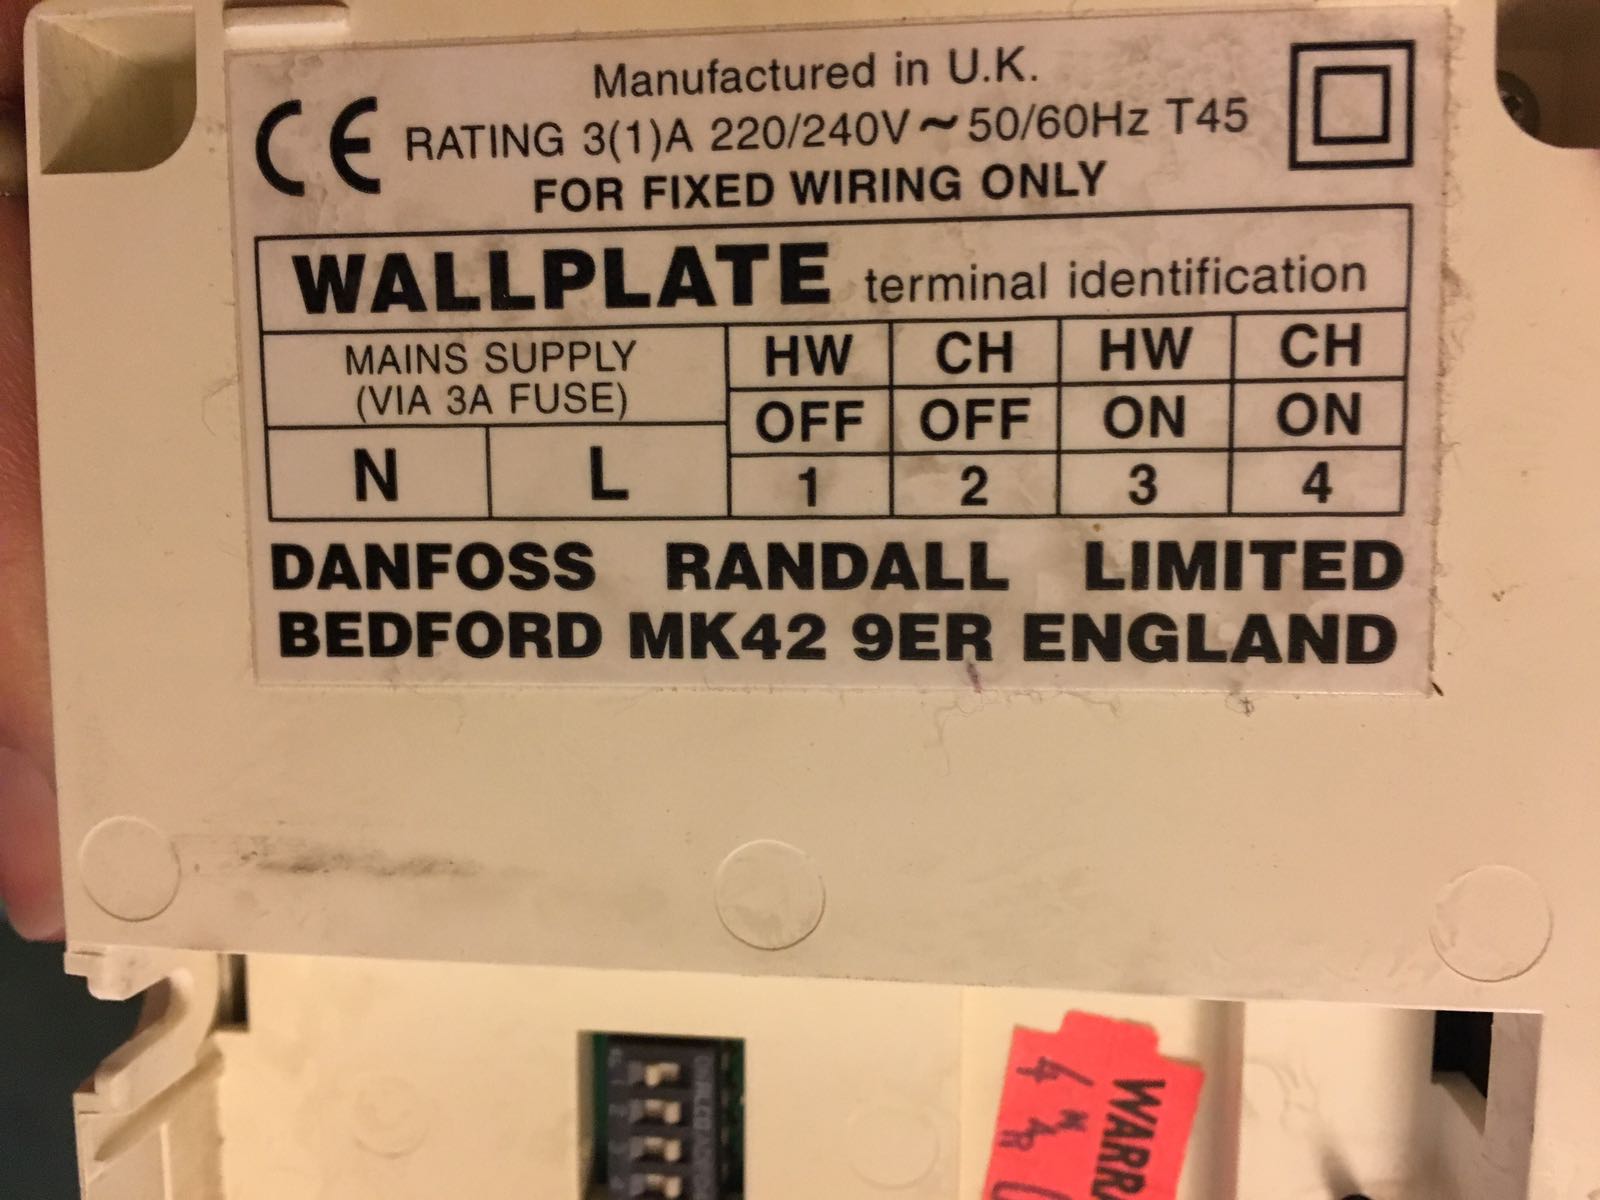 Manufactured in U.K.
CE RATING 3(1)A 220/240V ~ 50/60Hz T45
FOR FIXED WIRING ONLY
WALLPLATE terminal identification
MAINS SUPPLY
(VIA 3A FUSE)
HW CH HW CH
OFF OFF ON ON
N L 1 2 3 4
DANFOSS RANDALL LIMITED
BEDFORD MK42 9ER ENGLAND